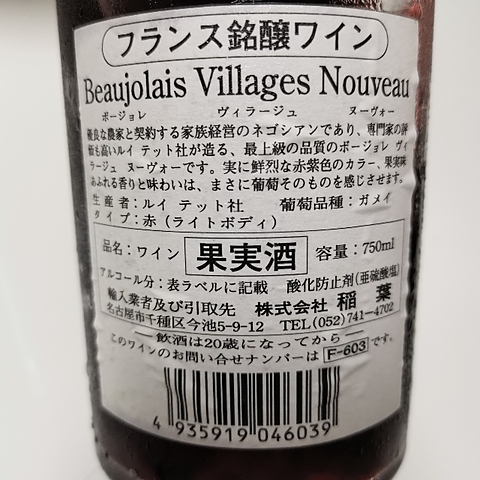 フランス銘醸ワイン
Beaujolais Villages Nouveau
ボージョレ ヴィラージュ ヌーヴォー
優良な農家と契約する家族経営のネゴシアンであり、専門家の評
価も高いルイ テット社が造る、最上級の品質のボージョレ ヴィ
ラージュ ヌーヴォーです。実に鮮烈な赤紫色のカラー、果実味
あふれる香りと味わいは、まさに葡萄そのものを感じさせます。
生産者：ルイ テット社 葡萄品種：ガメイ
タイプ：赤（ライトボディ）
品名：ワイン 果実酒 容量：750ml
アルコール分：表ラベルに記載 酸化防止剤(亜硫酸塩)
輸入業者及び引取先 株式会社 稲葉
名古屋市千種区今池5-9-12 TEL(052)741-4702
飲酒は20歳になってから
このワインのお問い合せナンバーは F-603 です。
4 935919 046039